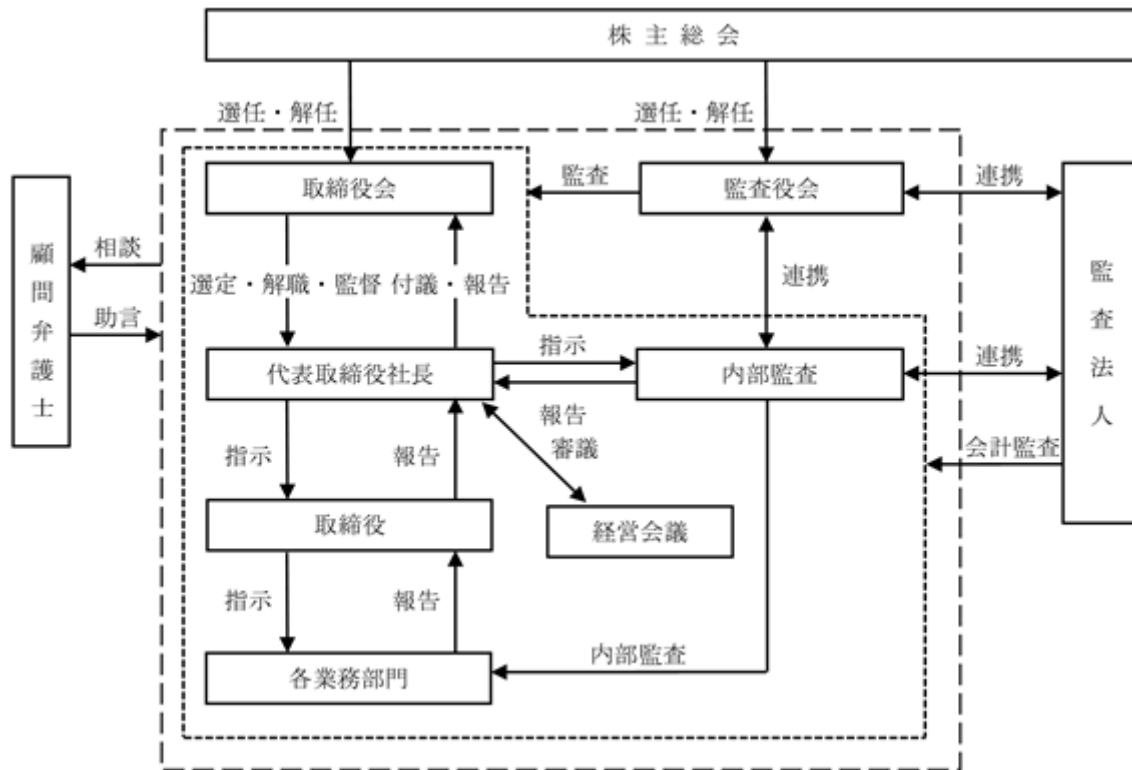 株主総会
選任・解任
選任・解任
取締役会
監査
監査役会
連携
顧問弁護士
相談
助言
選定・解職・監督
付議・報告
連携
監査法人
代表取締役社長
指示
報告
内部監査
連携
審議
会計監査
指示
報告
取締役
経営会議
指示
報告
内部監査
各業務部門